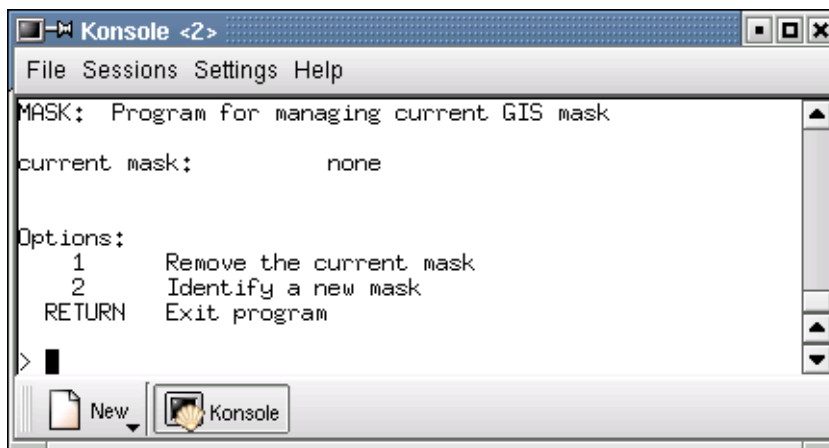 Konsole <2>
File Sessions Settings Help
MASK: Program for managing current GIS mask
current mask: none
Options:
1 Remove the current mask
2 Identify a new mask
RETURN Exit program
>
New Konsole